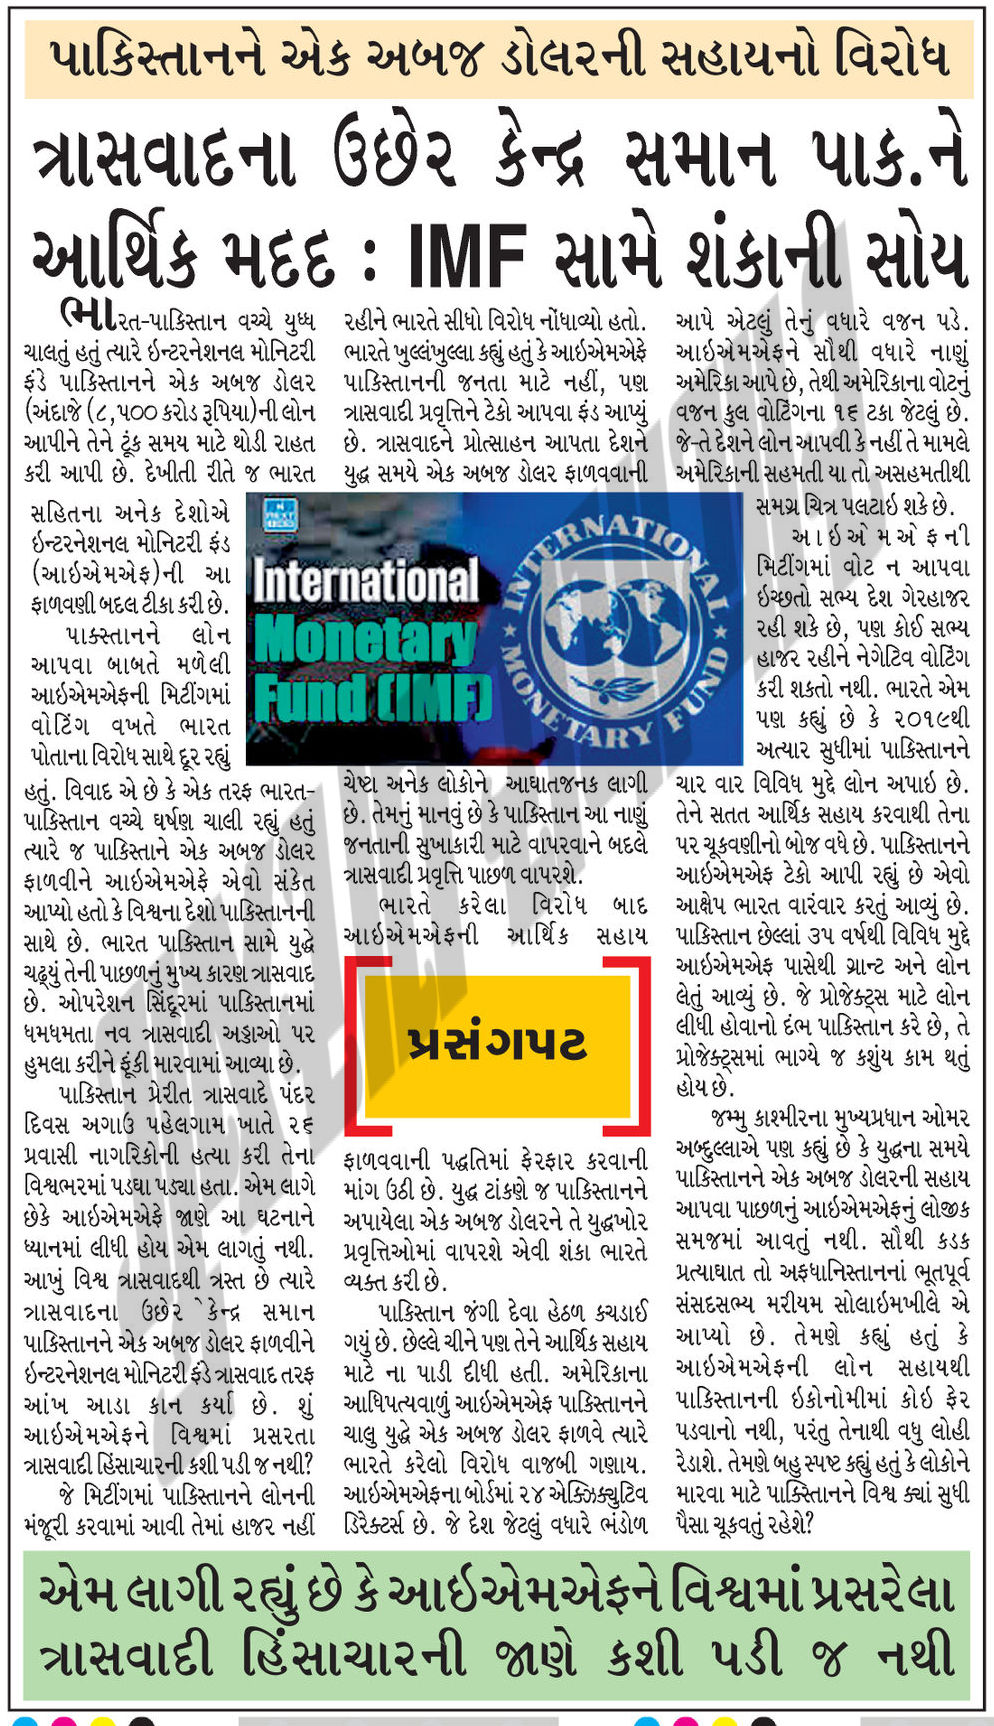 પાકિસ્તાનને એક અબજ ડોલરની સહાયનો વિરોધ
ત્રાસવાદના ઉછેર કેન્દ્ર સમાન પાક.ને
આર્થિક મદદ : IMF સામે શંકાની સોય
ભારત-પાકિસ્તાન વચ્ચે યુધ્ધ
ચાલતું હતું ત્યારે ઇન્ટરનેશનલ મોનિટરી
ફંડે પાકિસ્તાનને એક અબજ ડોલર
(અંદાજે (૮,૫૦૦ કરોડ રૂપિયા)ની લોન
આપીને તેને ટૂંક સમય માટે થોડી રાહત
કરી આપી છે. દેખીતી રીતે જ ભારત
સહિતના અનેક દેશોએ
ઇન્ટરનેશનલ મોનિટરી ફંડ
(આઇએમએફ)ની આ
ફાળવણી બદલ ટીકા કરી છે.
પાક્સ્તાનને લોન
આપવા બાબતે મળેલી
આઇએમએફની મિટીંગમાં
વોટિંગ વખતે ભારત
પોતાના વિરોધ સાથે દૂર રહ્યું
હતું. વિવાદ એ છે કે એક તરફ ભારત-
પાકિસ્તાન વચ્ચે ઘર્ષણ ચાલી રહ્યું હતું
ત્યારે જ પાકિસ્તાને એક અબજ ડોલર
ફાળવીને આઇએમએફે એવો સંકેત
આપ્યો હતો કે વિશ્વના દેશો પાકિસ્તાનની
સાથે છે. ભારત પાકિસ્તાન સામે યુદ્ધે
ચઢ્યું તેની પાછળનું મુખ્ય કારણ ત્રાસવાદ
છે. ઓપરેશન સિંદૂરમાં પાકિસ્તાનમાં
ધમધમતા નવ ત્રાસવાદી અડ્ડાઓ પર
હુમલા કરીને ફૂંકી મારવામાં આવ્યા છે.
પાકિસ્તાન પ્રેરીત ત્રાસવાદે પંદર
દિવસ અગાઉ પહેલગામ ખાતે ૨૬
પ્રવાસી નાગરિકોની હત્યા કરી તેના
વિશ્વભરમાં પડઘા પડ્યા હતા. એમ લાગે
છેકે આઇએમએફે જાણે આ ઘટનાને
ધ્યાનમાં લીધી હોય એમ લાગતું નથી.
આખું વિશ્વ ત્રાસવાદથી ત્રસ્ત છે ત્યારે
ત્રાસવાદના ઉછેર કેન્દ્ર સમાન
પાકિસ્તાનને એક અબજ ડોલર ફાળવીને
ઇન્ટરનેશનલ મોનિટરી ફંડે ત્રાસવાદ તરફ
આંખ આડા કાન કર્યા છે. શું
આઇએમએફને વિશ્વમાં પ્રસરતા
ત્રાસવાદી હિંસાચારની કશી પડી જ નથી?
જે મિટીંગમાં પાકિસ્તાનને લોનની
મંજૂરી કરવામાં આવી તેમાં હાજર નહીં
રહીને ભારતે સીધો વિરોધ નોંધાવ્યો હતો.
ભારતે ખુલ્લંખુલ્લા કહ્યું હતું કે આઇએમએફે
પાકિસ્તાનની જનતા માટે નહીં, પણ
ત્રાસવાદી પ્રવૃત્તિને ટેકો આપવા ફંડ આપ્યું
છે. ત્રાસવાદને પ્રોત્સાહન આપતા દેશને
યુદ્ધ સમયે એક અબજ ડોલર ફાળવવાની
NEXT
International
Monetary
Fund (IMF)
INTERNATIONAL MONETARY FUND
ચેષ્ટા અનેક લોકોને આઘાતજનક લાગી
છે. તેમનું માનવું છે કે પાકિસ્તાન આ નાણું
જનતાની સુખાકારી માટે વાપરવાને બદલે
ત્રાસવાદી પ્રવૃતિ પાછળ વાપરશે.
ભારતે કરેલા વિરોધ બાદ
આઇએમએફની આર્થિક સહાય
પ્રસંગપટ
ફાળવવાની પદ્ધતિમાં ફેરફાર કરવાની
માંગ ઉઠી છે. યુદ્ધ ટાંકણે જ પાકિસ્તાનને
અપાયેલા એક અબજ ડોલરને તે યુદ્ધખોર
પ્રવૃત્તિઓમાં વાપરશે એવી શંકા ભારતે
વ્યક્ત કરી છે.
પાકિસ્તાન જંગી દેવા હેઠળ કચડાઈ
ગયું છે. છેલ્લે ચીને પણ તેને આર્થિક સહાય
માટે ના પાડી દીધી હતી. અમેરિકાના
આધિપત્યવાળું આઇએમએફ પાકિસ્તાનને
ચાલુ યુદ્ધે એક અબજ ડોલર ફાળવે ત્યારે
ભારતે કરેલો વિરોધ વાજબી ગણાય.
આઇએમએફના બોર્ડમાં ૨૪ એક્ઝિક્યુટિવ
ડિરેક્ટર્સ છે. જે દેશ જેટલું વધારે ભંડોળ
આપે એટલું તેનું વધારે વજન પડે.
આઇએમએફને સૌથી વધારે નાણું
અમેરિકા આપે છે, તેથી અમેરિકાના વોટનું
વજન કુલ વોટિંગના ૧૬ ટકા જેટલું છે.
જે-તે દેશને લોન આપવી કે નહીં તે મામલે
અમેરિકાની સહમતી યા તો અસહમતીથી
સમગ્ર ચિત્ર પલટાઇ શકે છે.
આઇએમએફની
મિટીંગમાં વોટ ન આપવા
ઇચ્છતો સભ્ય દેશ ગેરહાજર
રહી શકે છે, પણ કોઈ સભ્ય
હાજર રહીને નેગેટિવ વોટિંગ
કરી શકતો નથી. ભારતે એમ
પણ કહ્યું છે કે ૨૦૧૯થી
અત્યાર સુધીમાં પાકિસ્તાનને
ચાર વાર વિવિધ મુદ્દે લોન અપાઇ છે.
તેને સતત આર્થિક સહાય કરવાથી તેના
પર ચૂકવણીનો બોજ વધે છે. પાકિસ્તાનને
આઇએમએફ ટેકો આપી રહ્યું છે એવો
આક્ષેપ ભારત વારંવાર કરતું આવ્યું છે.
પાકિસ્તાન છેલ્લાં ૩૫ વર્ષથી વિવિધ મુદ્દે
આઇએમએફ પાસેથી ગ્રાન્ટ અને લોન
લેતું આવ્યું છે. જે પ્રોજેક્ટ્સ માટે લોન
લીધી હોવાનો દંભ પાકિસ્તાન કરે છે, તે
પ્રોજેક્ટ્સમાં ભાગ્યે જ કશુંય કામ થતું
હોય છે.
જમ્મુ કાશ્મીરના મુખ્યપ્રધાન ઓમર
અબ્દુલ્લાએ પણ કહ્યું છે કે યુદ્ધના સમયે
પાકિસ્તાનને એક અબજ ડોલરની સહાય
આપવા પાછળનું આઇએમએફનું લોજીક
સમજમાં આવતું નથી. સૌથી કડક
પ્રત્યાઘાત તો અફઘાનિસ્તાનનાં ભૂતપૂર્વ
સંસદસભ્ય મરીયમ સોલાઇમખીલે એ
આપ્યો છે. તેમણે કહ્યું હતું કે
આઇએમએફની લોન સહાયથી
પાકિસ્તાનની ઇકોનોમીમાં કોઇ ફેર
પડવાનો નથી, પરંતુ તેનાથી વધુ લોહી
રેડાશે. તેમણે બહુ સ્પષ્ટ કહ્યું હતું કે લોકોને
મારવા માટે પાક્સ્તિાનને વિશ્વ ક્યાં સુધી
પૈસા ચૂકવતું રહેશે?
એમ લાગી રહ્યું છે કે આઇએમએફને વિશ્વમાં પ્રસરેલા
ત્રાસવાદી હિંસાચારની જાણે કશી પડી જ નથી